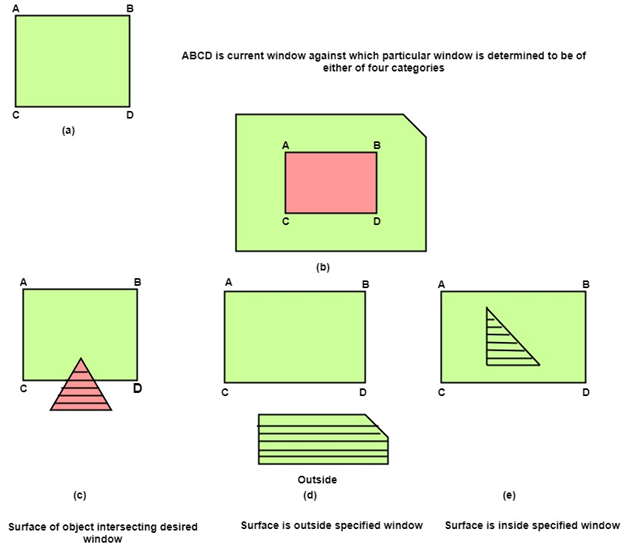 A B
C D
(a)
ABCD is current window against which particular window is determined to be of
either of four categories
A B
C D
(b)
A B
C D
A B
C D
A B
C D
Outside
(c) (d) (e)
Surface of object intersecting desired
window
Surface is outside specified window
Surface is inside specified window